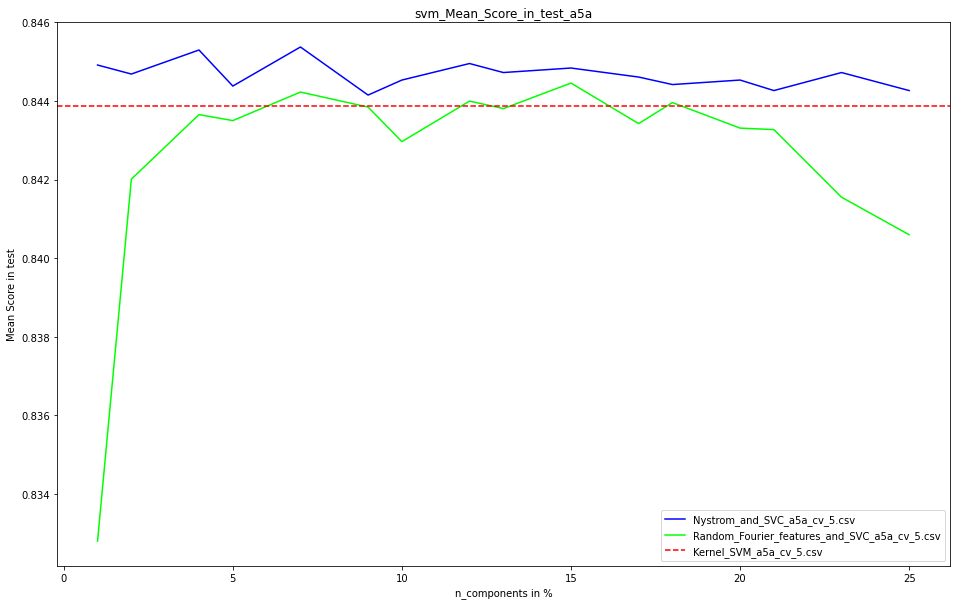 svm_Mean_Score_in_test_a5a
0.846
0.844
0.842
0.840
0.838
0.836
0.834
Mean Score in test
Nystrom_and_SVC_a5a_cv_5.csv
Random_Fourier_features_and_SVC_a5a_cv_5.csv
Kernel_SVM_a5a_cv_5.csv
0 5 10 15 20 25
n_components in %